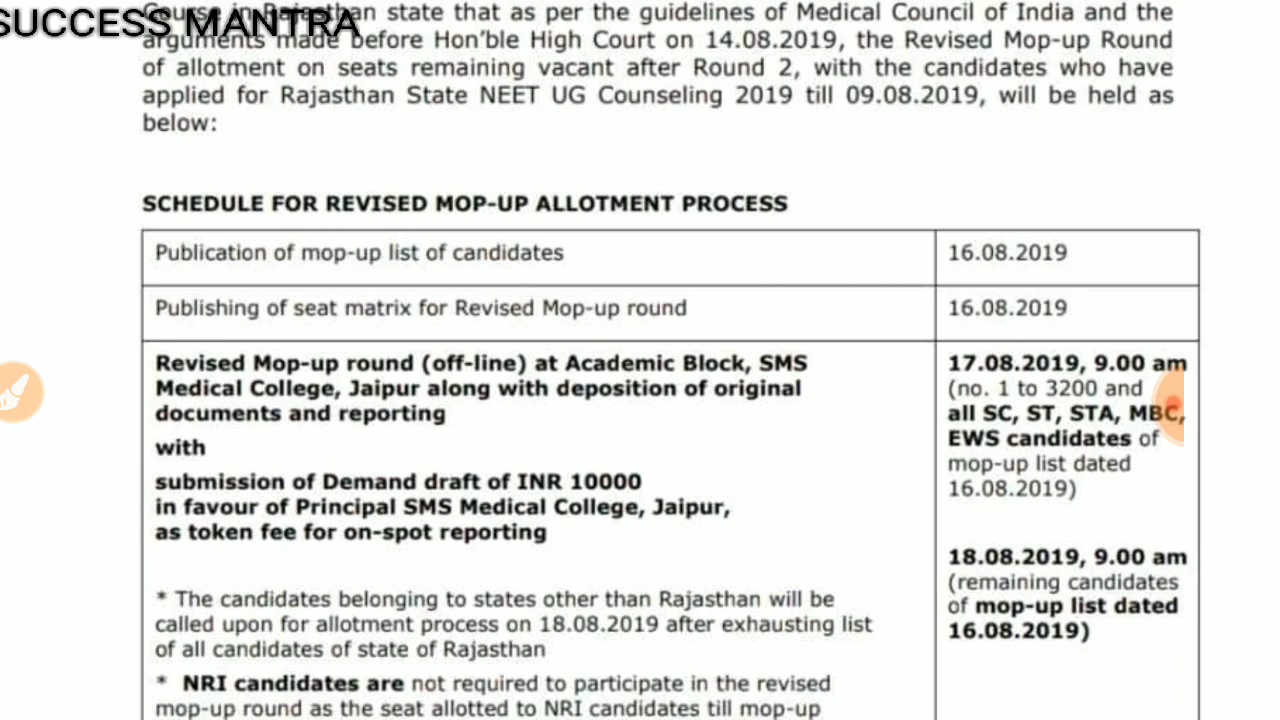 SUCCESS MANTRA
Course in Rajasthan state that as per the guidelines of Medical Council of India and the
arguments made before Hon'ble High Court on 14.08.2019, the Revised Mop-up Round
of allotment on seats remaining vacant after Round 2, with the candidates who have
applied for Rajasthan State NEET UG Counseling 2019 till 09.08.2019, will be held as
below:
SCHEDULE FOR REVISED MOP-UP ALLOTMENT PROCESS
Publication of mop-up list of candidates
16.08.2019
Publishing of seat matrix for Revised Mop-up round
16.08.2019
Revised Mop-up round (off-line) at Academic Block, SMS
Medical College, Jaipur along with deposition of original
documents and reporting
with
submission of Demand draft of INR 10000
in favour of Principal SMS Medical College, Jaipur,
as token fee for on-spot reporting
* The candidates belonging to states other than Rajasthan will be
called upon for allotment process on 18.08.2019 after exhausting list
of all candidates of state of Rajasthan
* NRI candidates are not required to participate in the revised
mop-up round as the seat allotted to NRI candidates till mop-up
17.08.2019, 9.00 am
(no. 1 to 3200 and
all SC, ST, STA, MBC,
EWS candidates of
mop-up list dated
16.08.2019)
18.08.2019, 9.00 am
(remaining candidates
of mop-up list dated
16.08.2019)